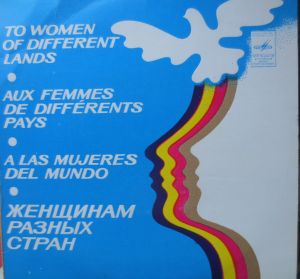 TO WOMEN
OF DIFFERENT
LANDS
AUX FEMMES
DE DIFFÉRENTS
PAYS
A LAS MUJERES
DEL MUNDO
ЖЕНЩИНАМ
РАЗНЫХ
СТРАН